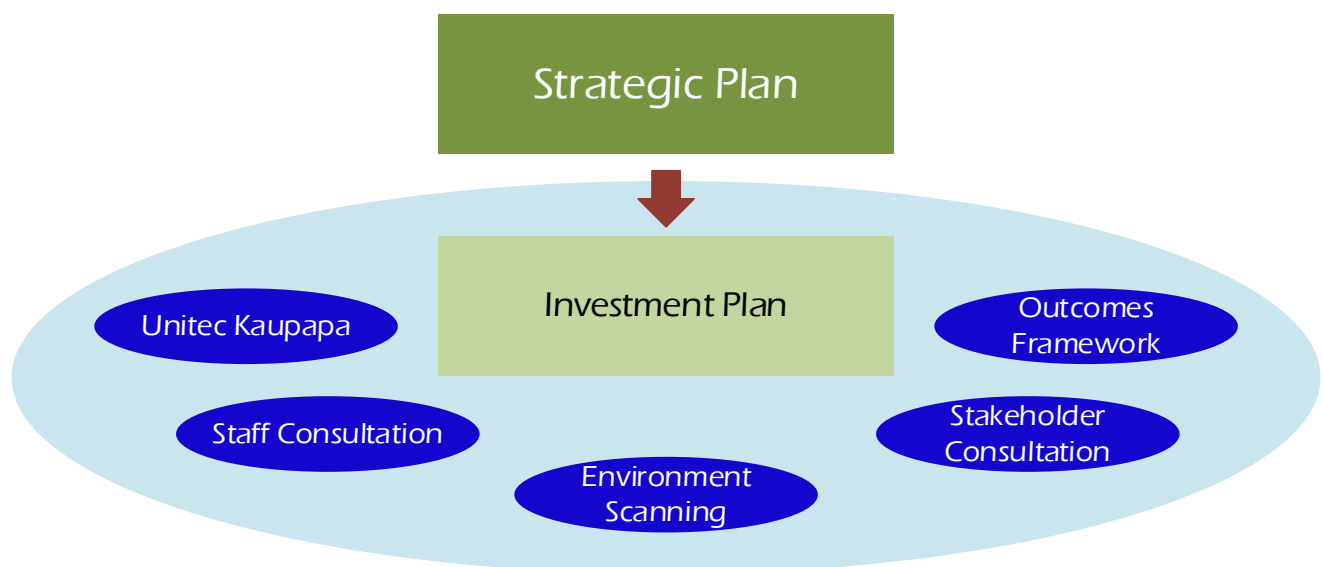 Strategic Plan
Investment Plan
Unitec Kaupapa
Outcomes
Framework
Staff Consultation
Stakeholder
Consultation
Environment
Scanning